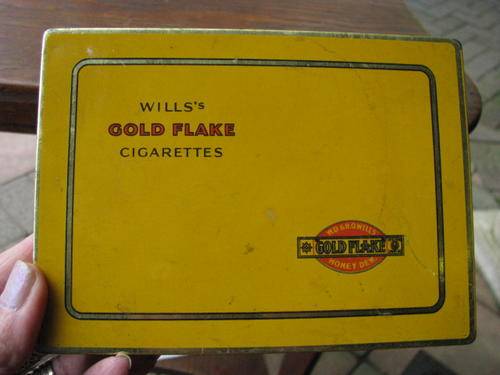 WILLS's
GOLD FLAKE
CIGARETTES
W.D & H.O.WILLS
GOLD FLAKE
HONEY DEW